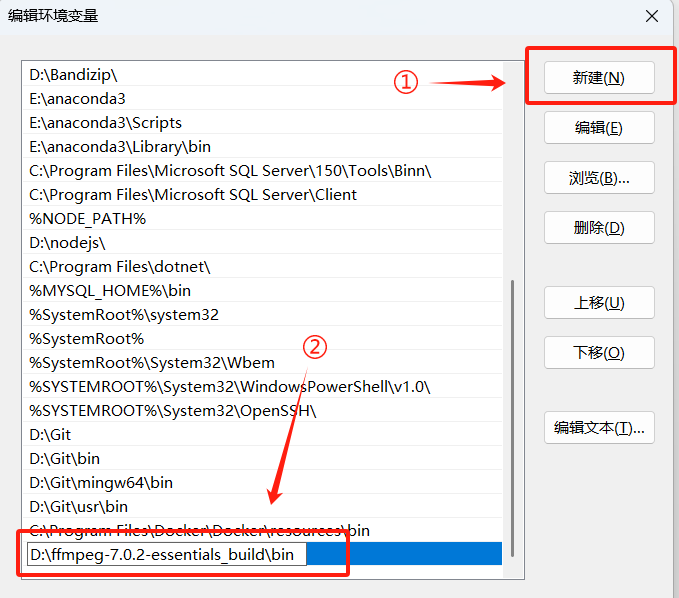 编辑环境变量
D:\Bandizip\
E:\anaconda3
E:\anaconda3\Scripts
E:\anaconda3\Library\bin
C:\Program Files\Microsoft SQL Server\150\Tools\Binn\
C:\Program Files\Microsoft SQL Server\Client
%NODE_PATH%
D:\nodejs\
C:\Program Files\dotnet\
%MYSQL_HOME%\bin
%SystemRoot%\system32
%SystemRoot%
%SystemRoot%\System32\Wbem
%SYSTEMROOT%\System32\WindowsPowerShell\v1.0\
%SYSTEMROOT%\System32\OpenSSH\
D:\Git
D:\Git\bin
D:\Git\mingw64\bin
D:\Git\usr\bin
C:\Program Files\Docker\Docker\resources\bin
D:\ffmpeg-7.0.2-essentials_build\bin
①
②
新建(N)
编辑(E)
浏览(B)...
删除(D)
上移(U)
下移(O)
编辑文本(T)...